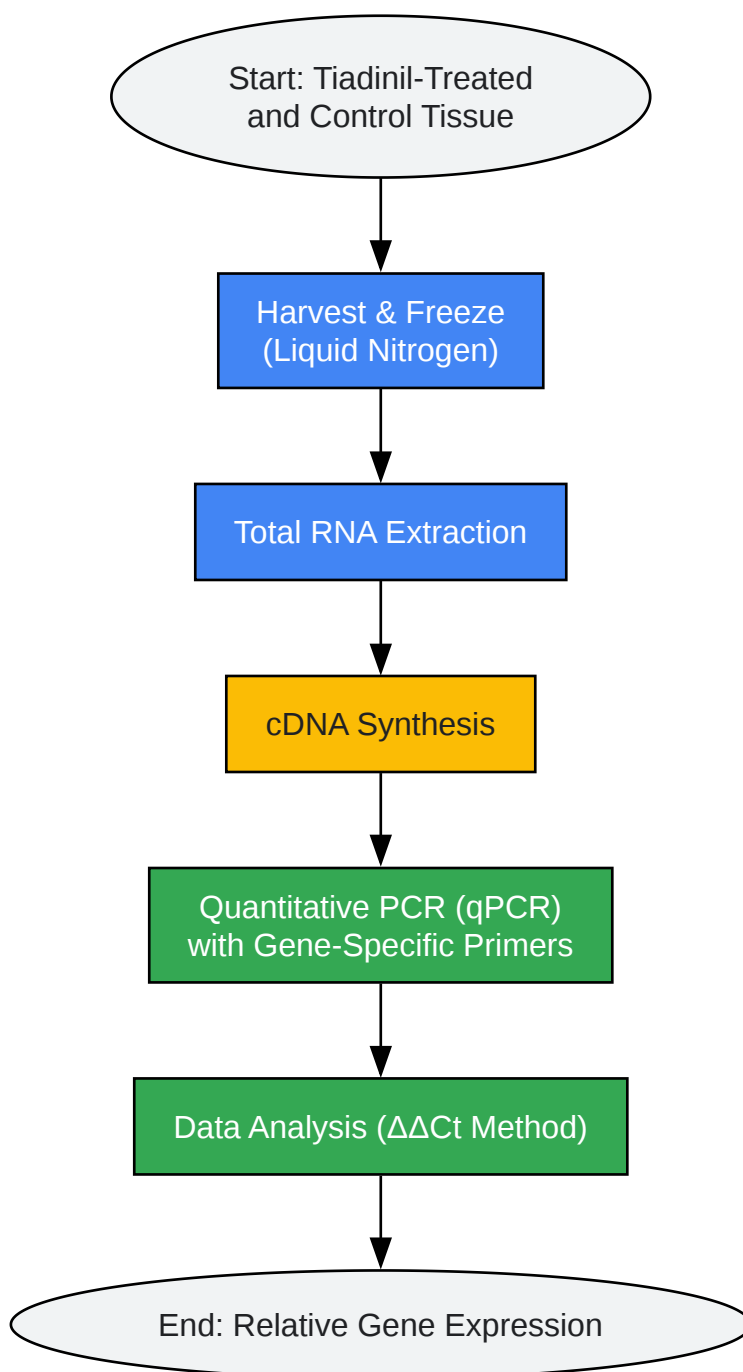 Start: Tiadinil-Treated
and Control Tissue
Harvest & Freeze
(Liquid Nitrogen)
Total RNA Extraction
cDNA Synthesis
Quantitative PCR (qPCR)
with Gene-Specific Primers
Data Analysis (ΔΔCt Method)
End: Relative Gene Expression